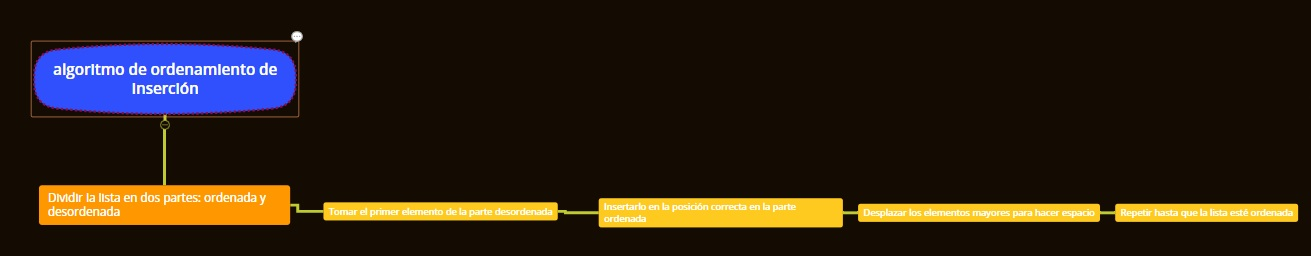 algoritmo de ordenamiento de
Inserción
Dividir la lista en dos partes: ordenada y
desordenada
Tomar el primer elemento de la parte desordenada
Insertarlo en la posición correcta en la parte
ordenada
Desplazar los elementos mayores para hacer espacio
Repetir hasta que la lista esté ordenada